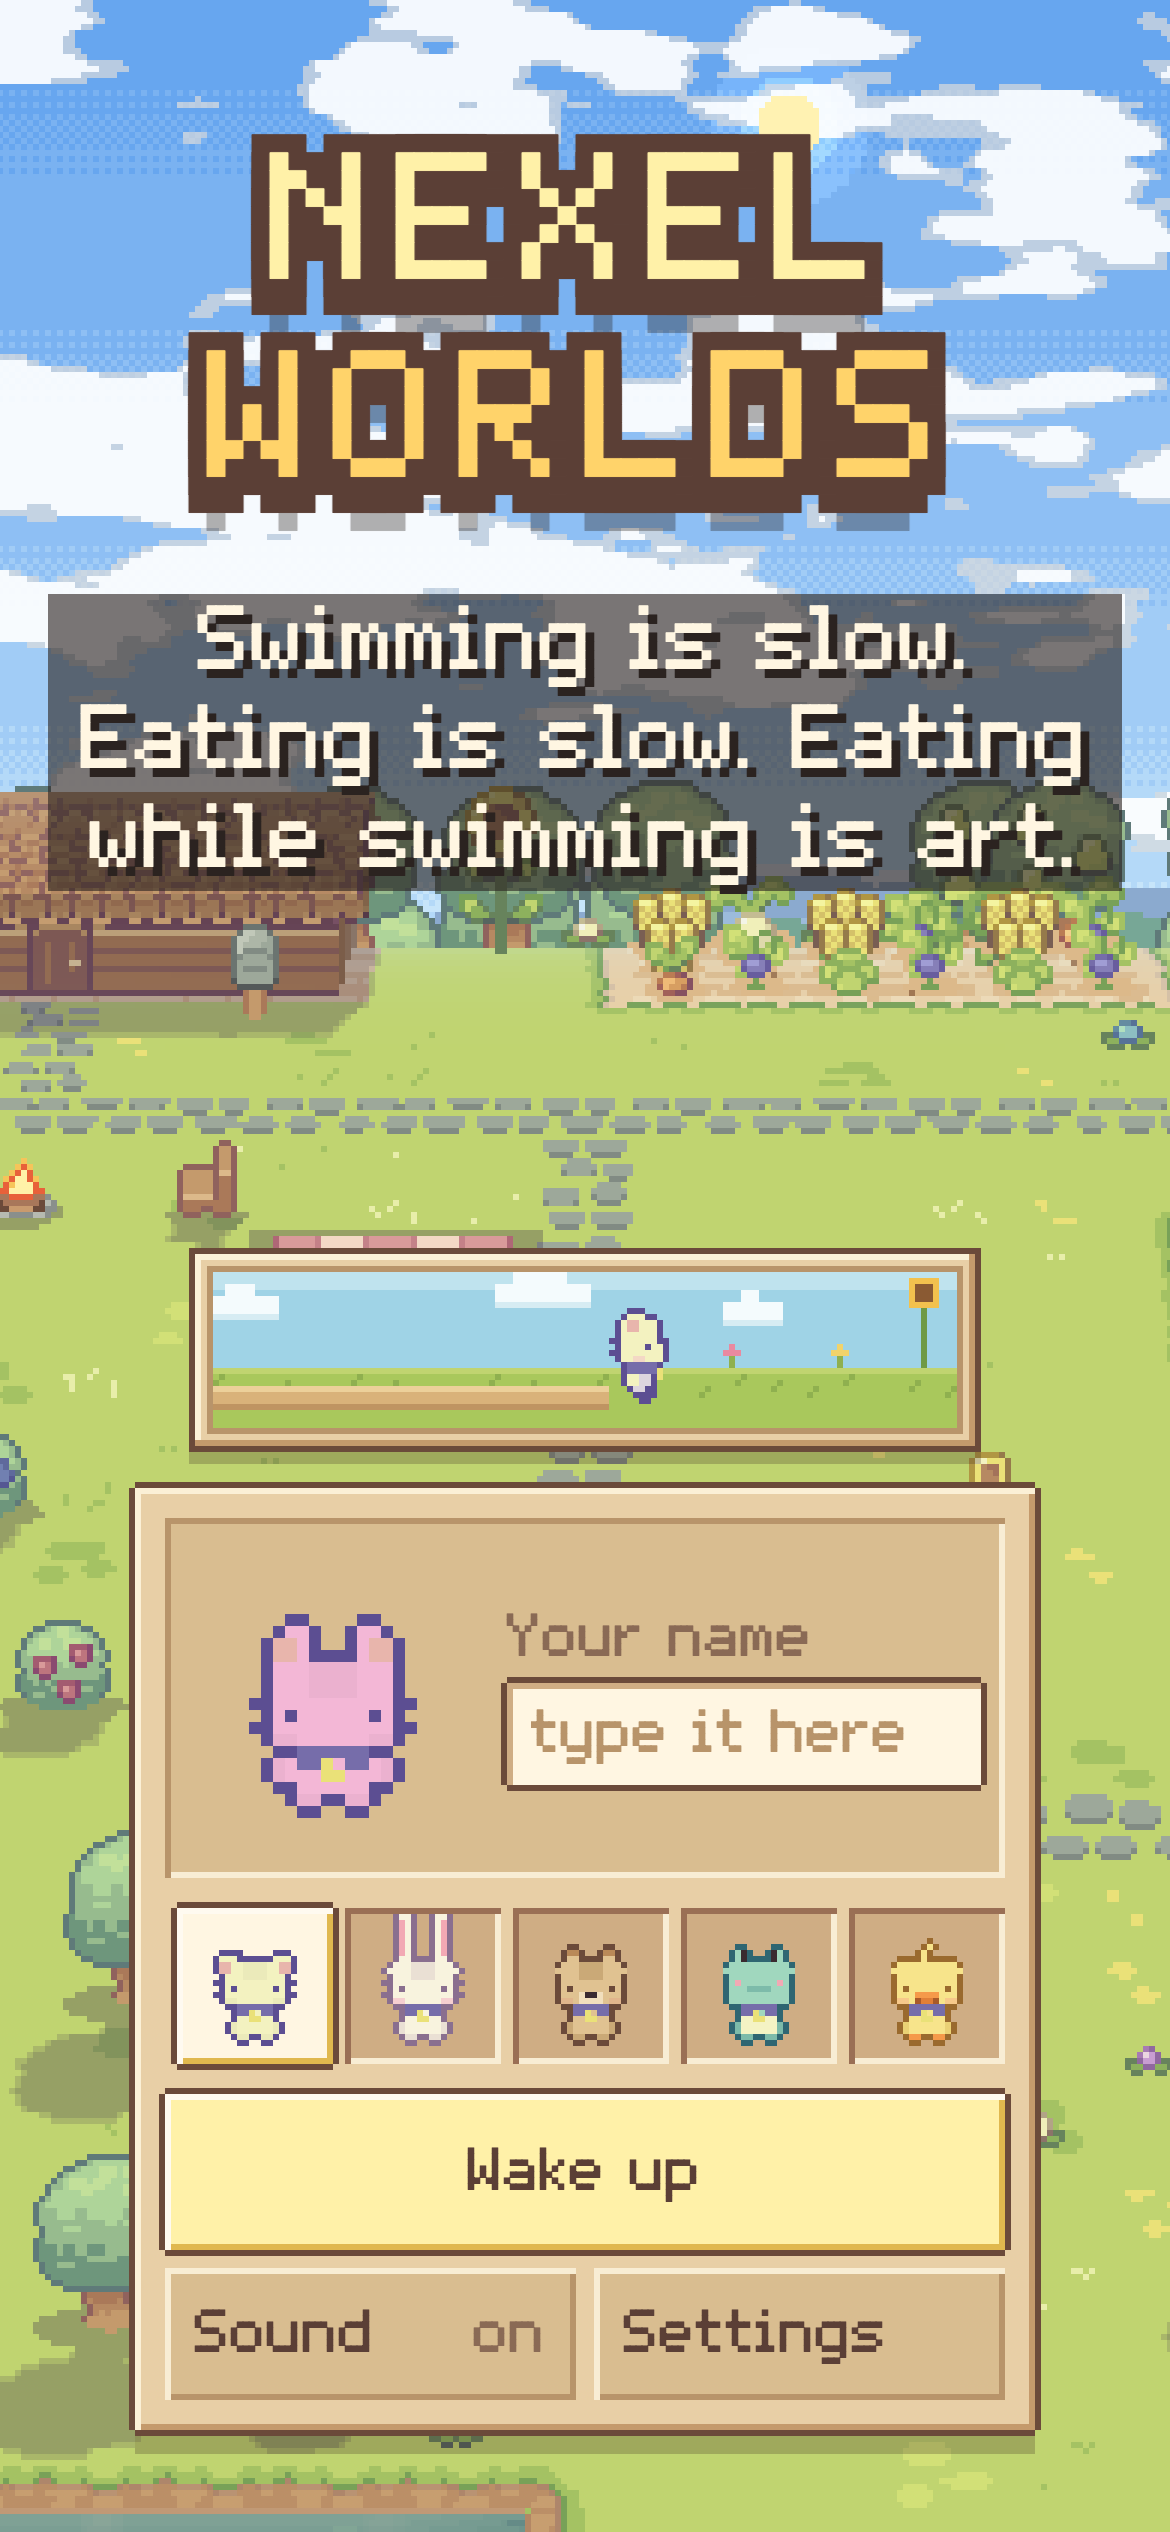 NEXEL
WORLDS
Swimming is slow.
Eating is slow. Eating
while swimming is art.
Your name
type it here
Wake up
Sound on
Settings